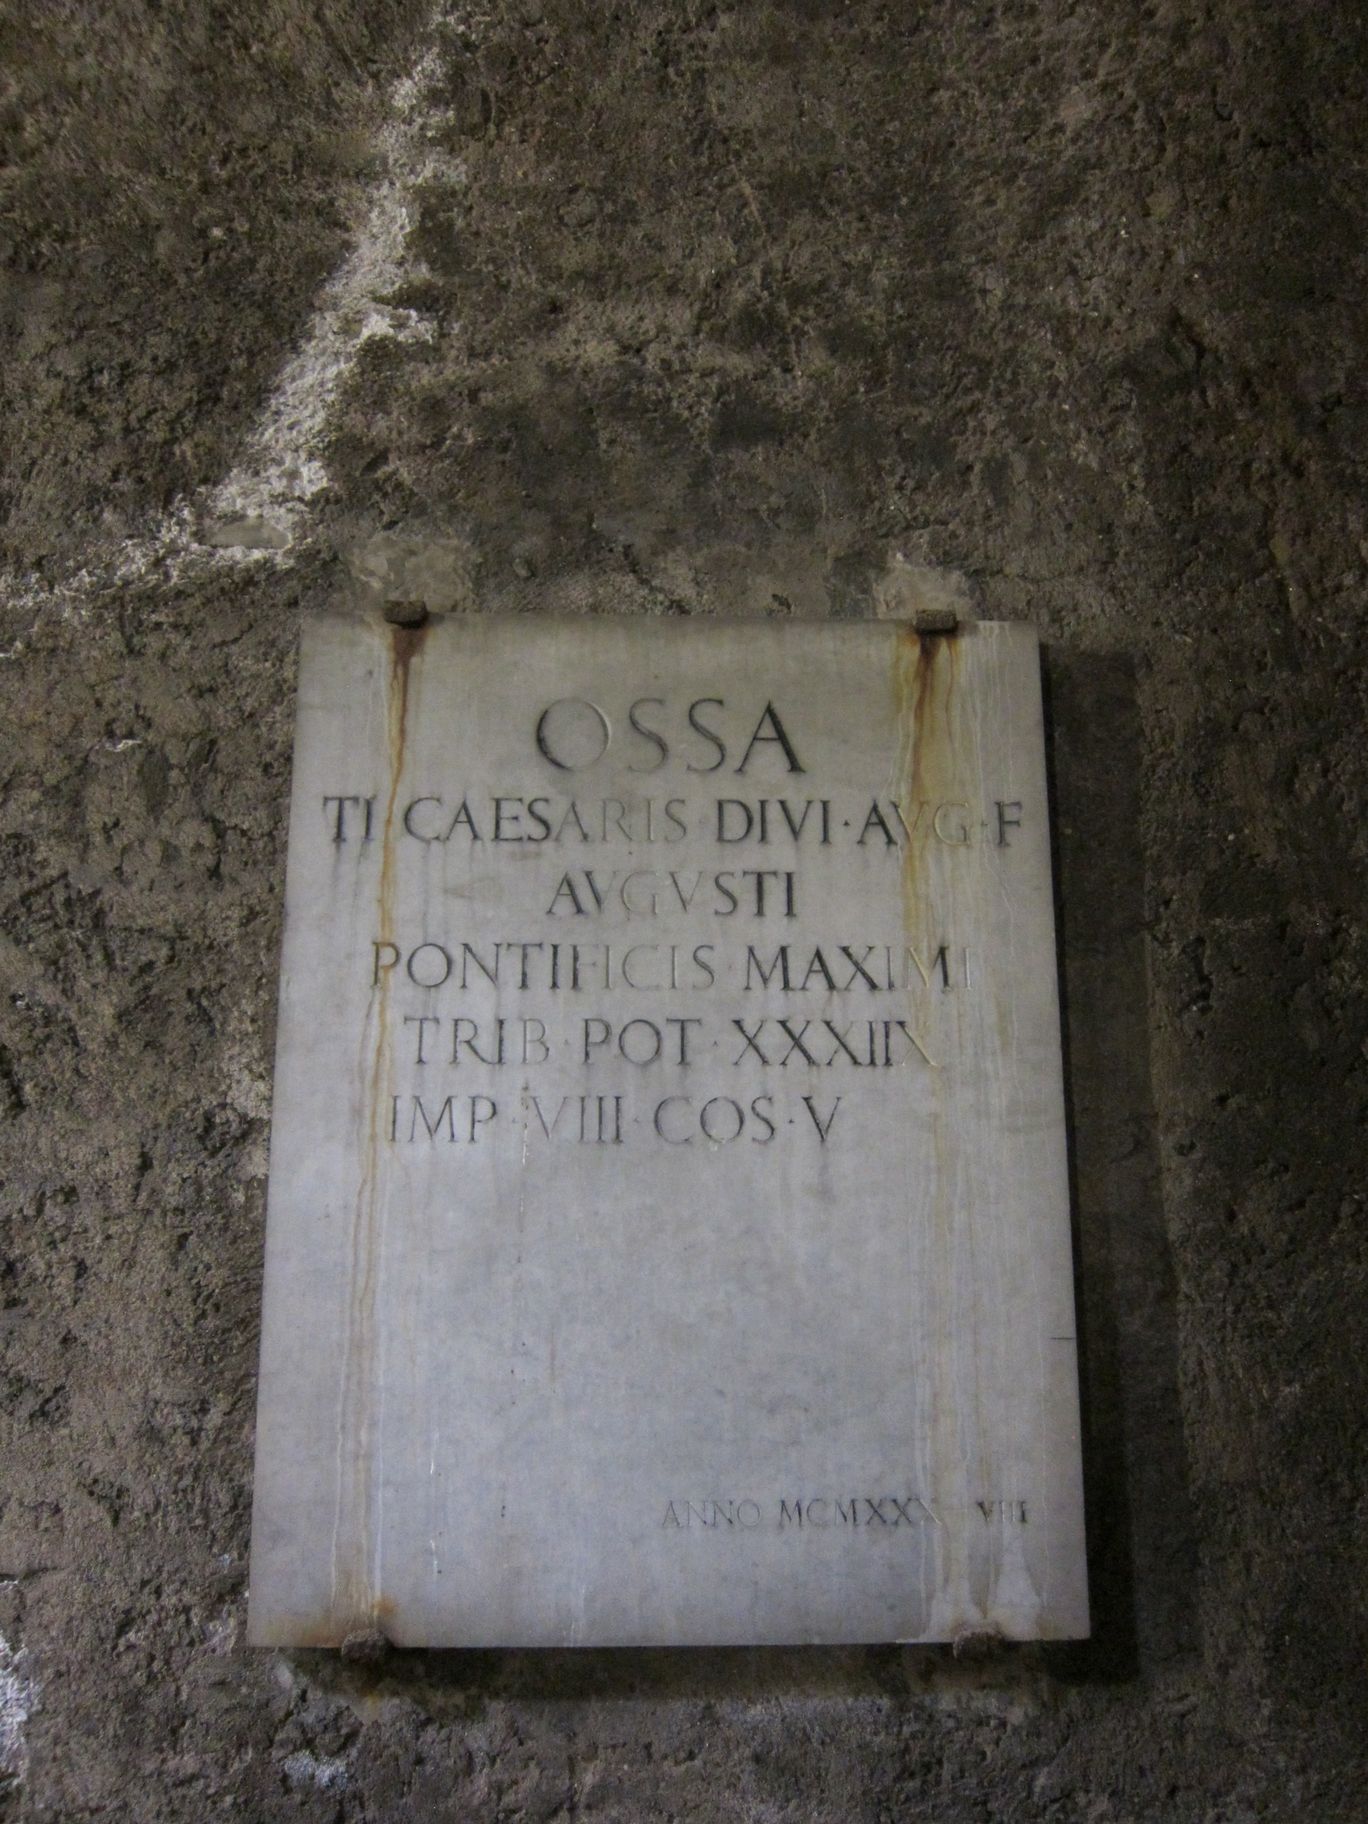 OSSA
TI CAESARIS · DIVI · AVG · F
AVGVSTI
PONTIFICIS MAXIMI
TRIB · POT · XXXIIX
IMP · VIII · COS · V
ANNO MCMXXX VIII